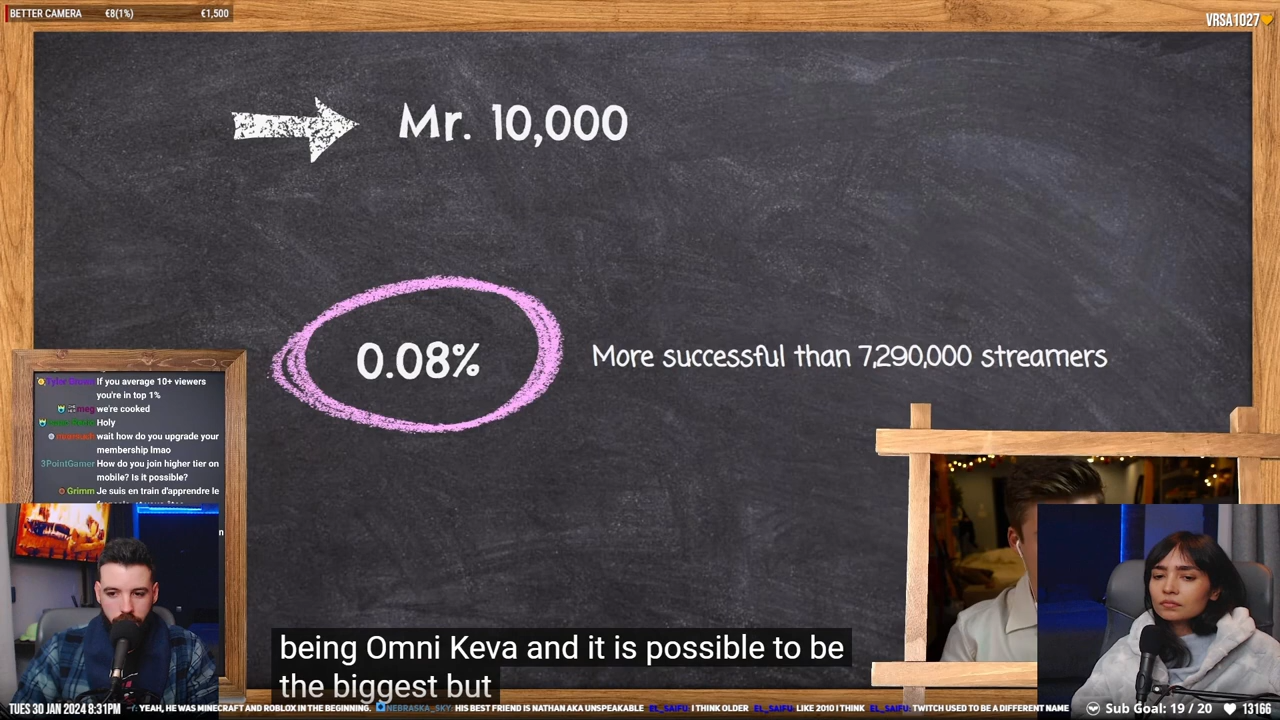 BETTER CAMERA €8(1%) €1,500
VRSA1027
Mr. 10,000
0.08%
More successful than 7,290,000 streamers
If you average 10+ viewers
you're in top 1%
meg we're cooked
Holy
wait how do you upgrade your
membership lmao
3PointGamer How do you join higher tier on
mobile? Is it possible?
Grimm Je suis en train d'apprendre le
being Omni Keva and it is possible to be
the biggest but
TUES 30 JAN 2024 8:31PM
YEAH, HE WAS MINECRAFT AND ROBLOX IN THE BEGINNING. NEBRASKA_SKY: HIS BEST FRIEND IS NATHAN AKA UNSPEAKABLE EL_SAIFU: I THINK OLDER EL_SAIFU: LIKE 2010 I THINK EL_SAIFU: TWITCH USED TO BE A DIFFERENT NAME
Sub Goal: 19 / 20 13166